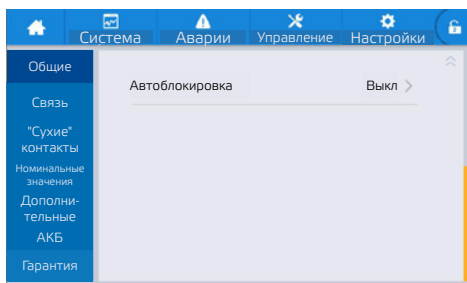 Система Аварии Управление Настройки
Общие
Автоблокировка Выкл
Связь
"Сухие"
контакты
Номинальные
значения
Дополни-
тельные
АКБ
Гарантия